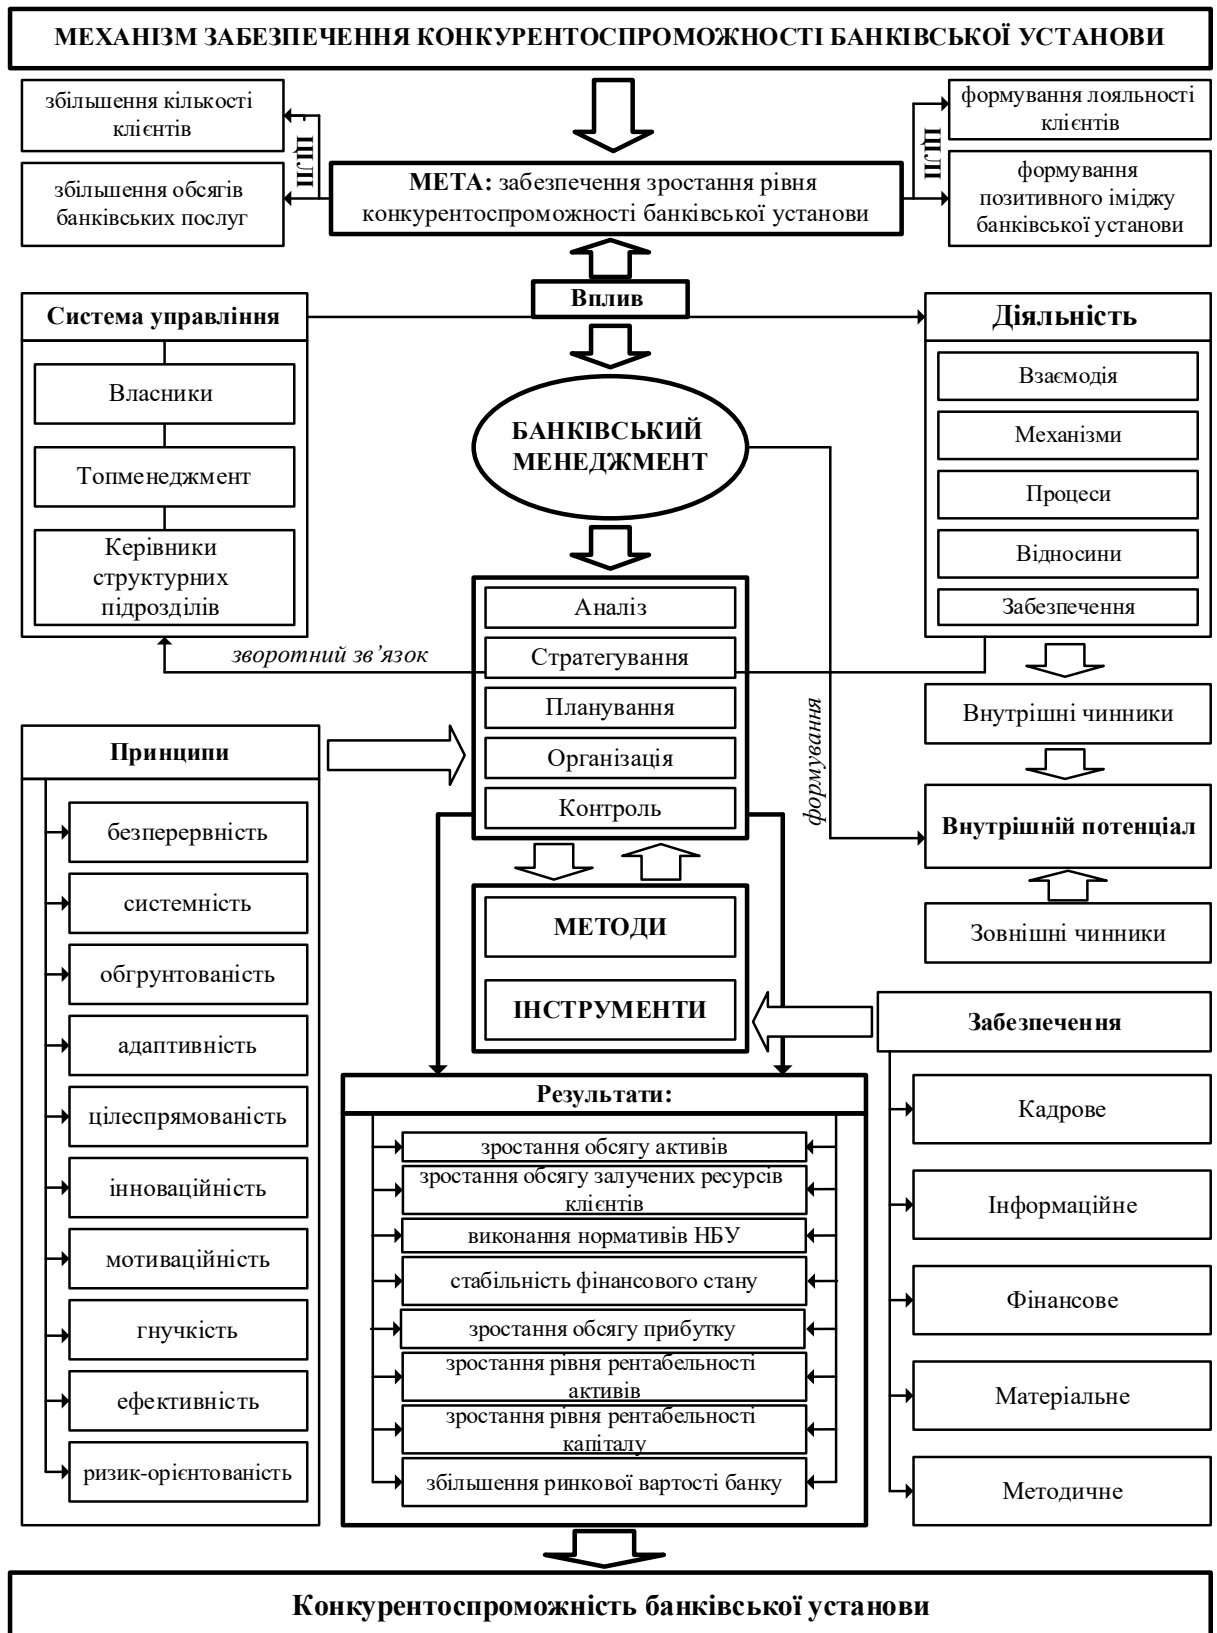 МЕХАНІЗМ ЗАБЕЗПЕЧЕННЯ КОНКУРЕНТОСПРОМОЖНОСТІ БАНКІВСЬКОЇ УСТАНОВИ
збільшення кількості
клієнтів
збільшення обсягів
банківських послуг
ЦІЛІ
МЕТА: забезпечення зростання рівня
конкурентоспроможності банківської установи
ЦІЛІ
формування лояльності
клієнтів
формування
позитивного іміджу
банківської установи
Вплив
Система управління
Власники
Топменеджмент
Керівники
структурних
підрозділів
БАНКІВСЬКИЙ
МЕНЕДЖМЕНТ
Діяльність
Взаємодія
Механізми
Процеси
Відносини
Забезпечення
зворотний зв’язок
Аналіз
Стратегування
Планування
Організація
Контроль
формування
Внутрішні чинники
Внутрішній потенціал
Зовнішні чинники
Принципи
безперервність
системність
обгрунтованість
адаптивність
цілеспрямованість
інноваційність
мотиваційність
гнучкість
ефективність
ризик-орієнтованість
МЕТОДИ
ІНСТРУМЕНТИ
Забезпечення
Кадрове
Інформаційне
Фінансове
Матеріальне
Методичне
Результати:
зростання обсягу активів
зростання обсягу залучених ресурсів
клієнтів
виконання нормативів НБУ
стабільність фінансового стану
зростання обсягу прибутку
зростання рівня рентабельності
активів
зростання рівня рентабельності
капіталу
збільшення ринкової вартості банку
Конкурентоспроможність банківської установи